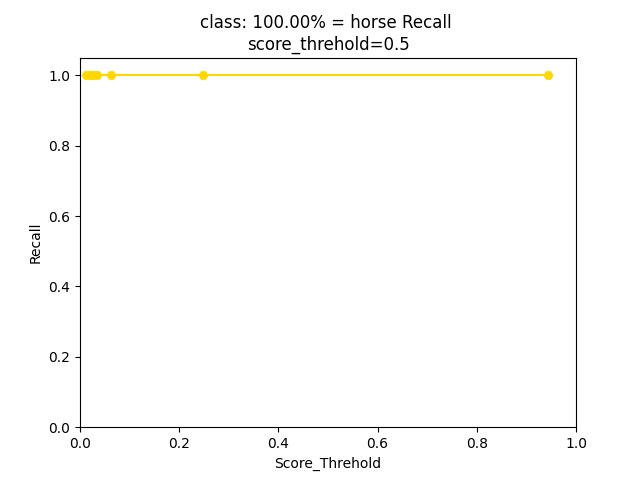 class: 100.00% = horse Recall
score_threhold=0.5
1.0
0.8
0.6
0.4
0.2
0.0
Recall
0.0 0.2 0.4 0.6 0.8 1.0
Score_Threhold